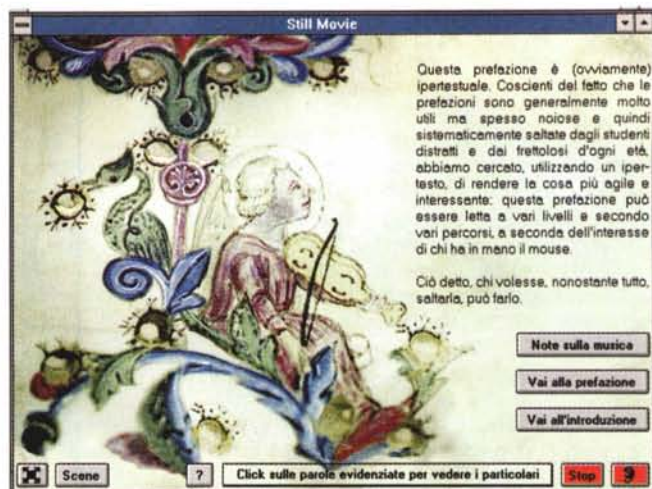 Still Movie
Questa prefazione è (ovviamente)
ipertestuale. Coscienti del fatto che le
prefazioni sono generalmente molto
utili ma spesso noiose e quindi
sistematicamente saltate dagli studenti
distratti e dai frettolosi d'ogni età,
abbiamo cercato, utilizzando un iper-
testo, di rendere la cosa più agile e
interessante: questa prefazione può
essere letta a vari livelli e secondo
vari percorsi, a seconda dell'interesse
di chi ha in mano il mouse.
Ciò detto, chi volesse, nonostante tutto,
saltarla, può farlo.
Note sulla musica
Vai alla prefazione
Vai all'introduzione
Scene
?
Click sulle parole evidenziate per vedere i particolari
Stop